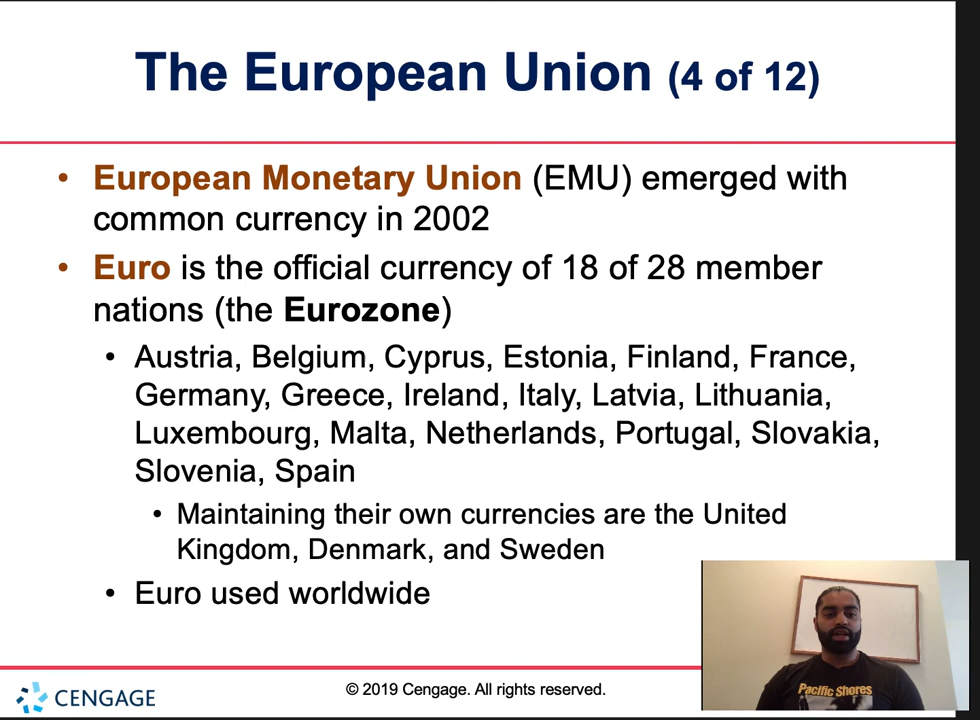 The European Union (4 of 12)
• European Monetary Union (EMU) emerged with
common currency in 2002
• Euro is the official currency of 18 of 28 member
nations (the Eurozone)
• Austria, Belgium, Cyprus, Estonia, Finland, France,
Germany, Greece, Ireland, Italy, Latvia, Lithuania,
Luxembourg, Malta, Netherlands, Portugal, Slovakia,
Slovenia, Spain
• Maintaining their own currencies are the United
Kingdom, Denmark, and Sweden
• Euro used worldwide
CENGAGE
© 2019 Cengage. All rights reserved.
Pacific Shores